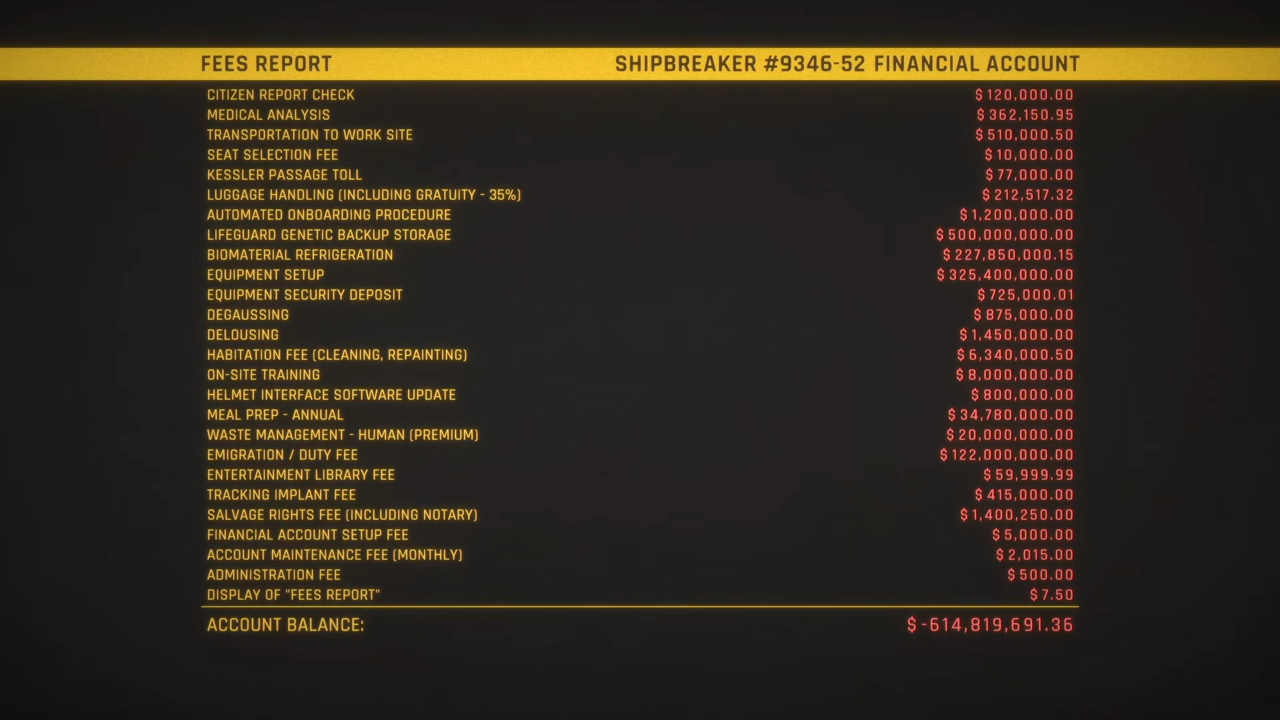 FEES REPORT SHIPBREAKER #9346-52 FINANCIAL ACCOUNT
CITIZEN REPORT CHECK $120,000.00
MEDICAL ANALYSIS $362,150.95
TRANSPORTATION TO WORK SITE $510,000.50
SEAT SELECTION FEE $10,000.00
KESSLER PASSAGE TOLL $77,000.00
LUGGAGE HANDLING (INCLUDING GRATUITY - 35%) $212,517.32
AUTOMATED ONBOARDING PROCEDURE $1,200,000.00
LIFEGUARD GENETIC BACKUP STORAGE $500,000,000.00
BIOMATERIAL REFRIGERATION $227,850,000.15
EQUIPMENT SETUP $325,400,000.00
EQUIPMENT SECURITY DEPOSIT $725,000.01
DEGAUSSING $875,000.00
DELOUSING $1,450,000.00
HABITATION FEE (CLEANING, REPAINTING) $6,340,000.50
ON-SITE TRAINING $8,000,000.00
HELMET INTERFACE SOFTWARE UPDATE $800,000.00
MEAL PREP - ANNUAL $34,780,000.00
WASTE MANAGEMENT - HUMAN (PREMIUM) $20,000,000.00
EMIGRATION / DUTY FEE $122,000,000.00
ENTERTAINMENT LIBRARY FEE $59,999.99
TRACKING IMPLANT FEE $415,000.00
SALVAGE RIGHTS FEE (INCLUDING NOTARY) $1,400,250.00
FINANCIAL ACCOUNT SETUP FEE $5,000.00
ACCOUNT MAINTENANCE FEE (MONTHLY) $2,015.00
ADMINISTRATION FEE $500.00
DISPLAY OF "FEES REPORT" $7.50
ACCOUNT BALANCE: $-614,819,691.36